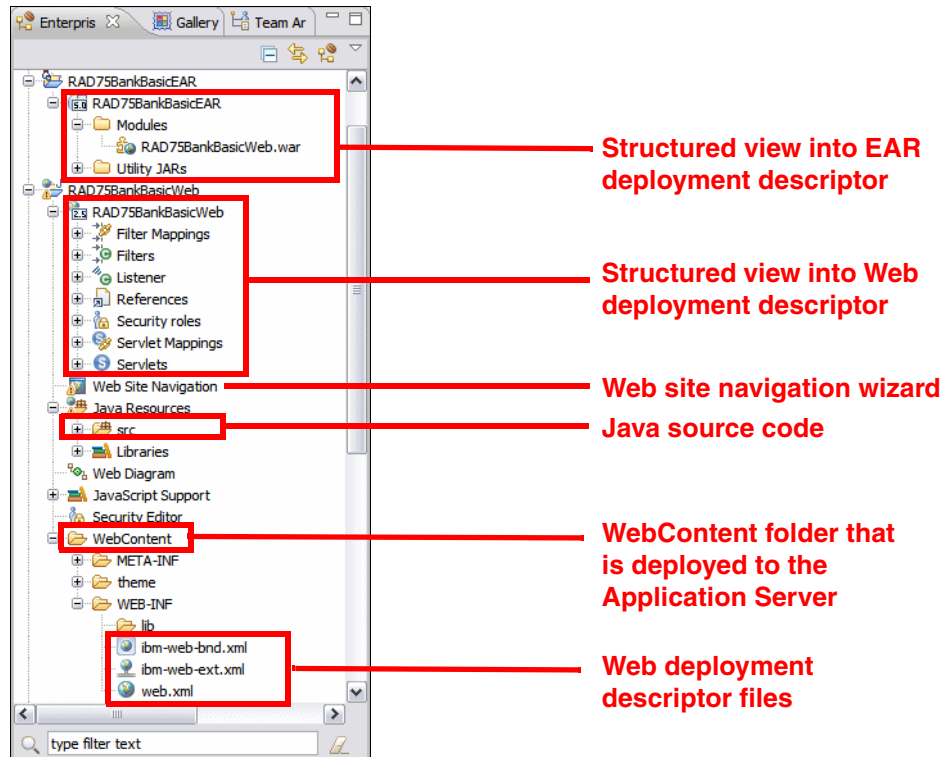 Enterpris Gallery Team Ar
RAD75BankBasicEAR
5.0 RAD75BankBasicEAR
Modules
RAD75BankBasicWeb.war
Utility JARs
Structured view into EAR
deployment descriptor
RAD75BankBasicWeb
2.5 RAD75BankBasicWeb
Filter Mappings
Filters
Listener
References
Security roles
Servlet Mappings
Servlets
Structured view into Web
deployment descriptor
Web Site Navigation
Web site navigation wizard
Java Resources
src
Java source code
Libraries
Web Diagram
JavaScript Support
Security Editor
WebContent
WebContent folder that
is deployed to the
Application Server
META-INF
theme
WEB-INF
lib
ibm-web-bnd.xml
ibm-web-ext.xml
web.xml
Web deployment
descriptor files
type filter text